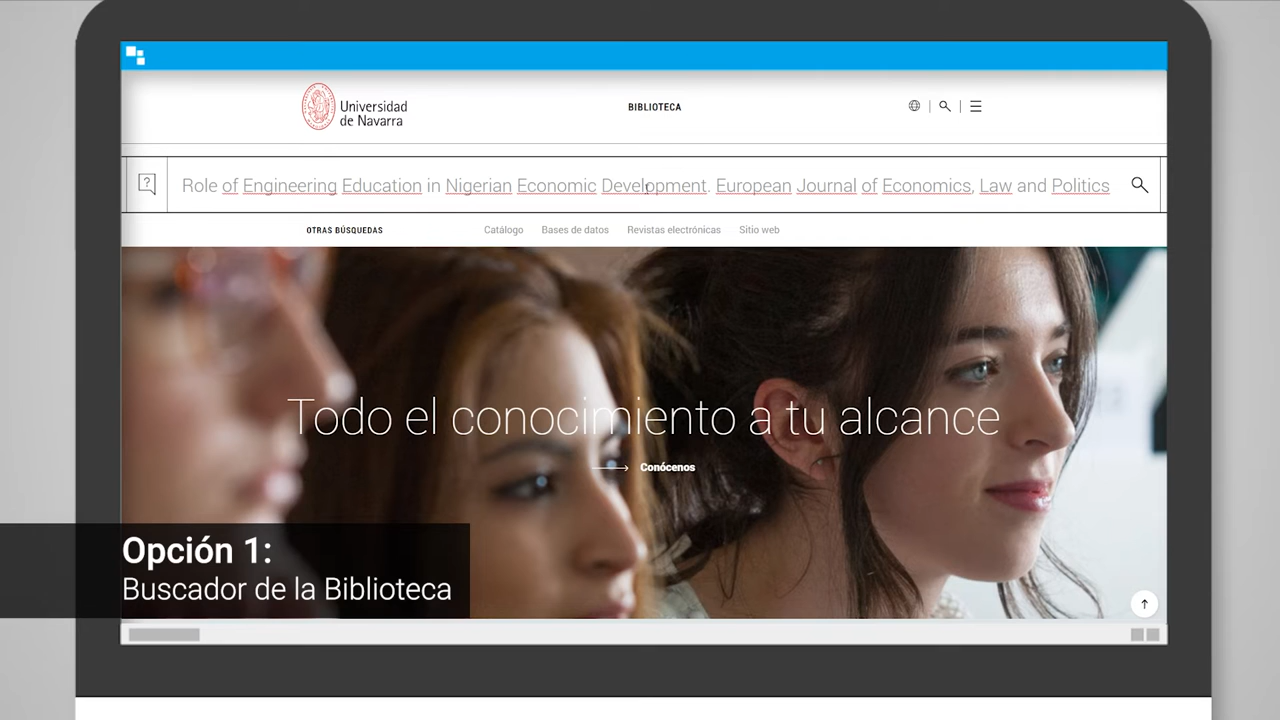 Universidad
de Navarra
BIBLIOTECA
?
Role of Engineering Education in Nigerian Economic Development. European Journal of Economics, Law and Politics
OTRAS BÚSQUEDAS
Catálogo Bases de datos Revistas electrónicas Sitio web
Todo el conocimiento a tu alcance
Conócenos
Opción 1:
Buscador de la Biblioteca